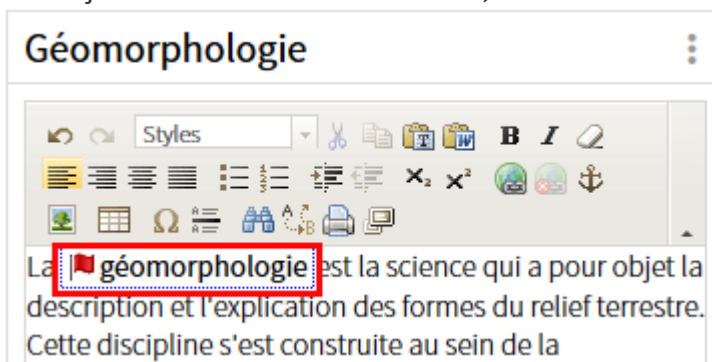 Géomorphologie
Styles
La géomorphologie est la science qui a pour objet la
description et l'explication des formes du relief terrestre.
Cette discipline s'est construite au sein de la